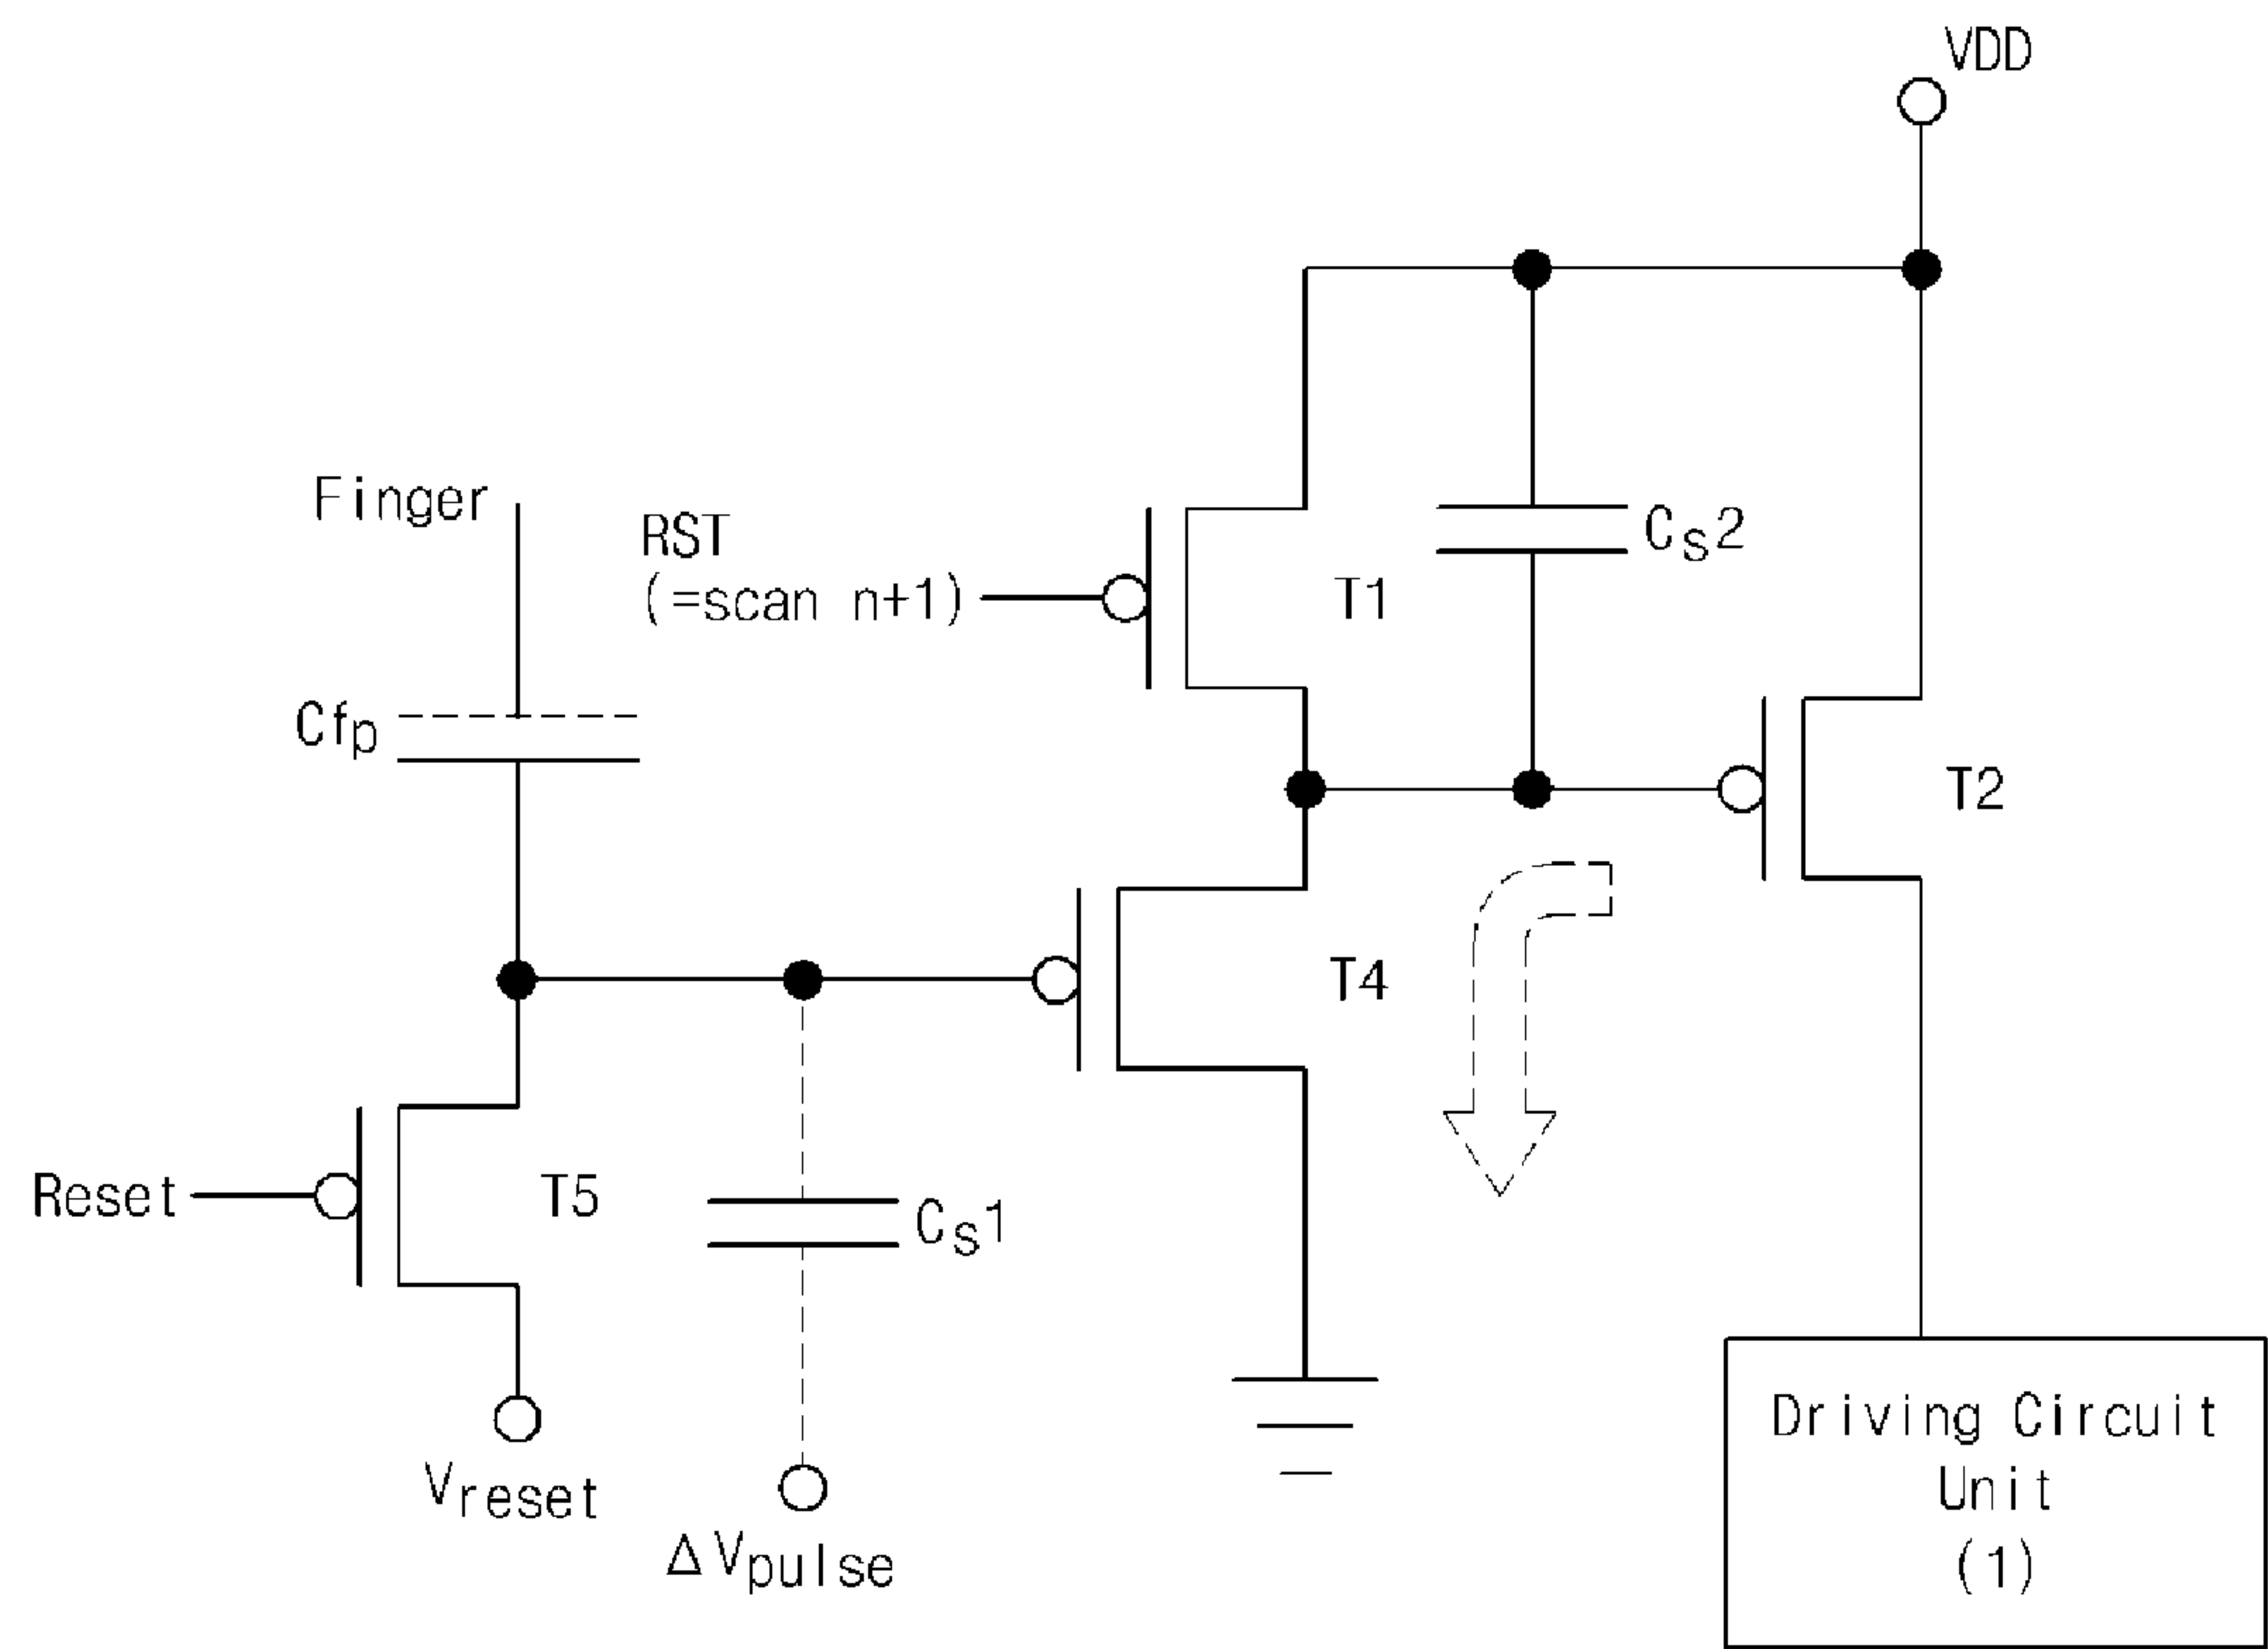 VDD
Finger
RST
(=scan n+1)
Cs2
T1
Cfp
T2
T4
Reset
T5
Cs1
Vreset
ΔVpulse
Driving Circuit
Unit
(1)